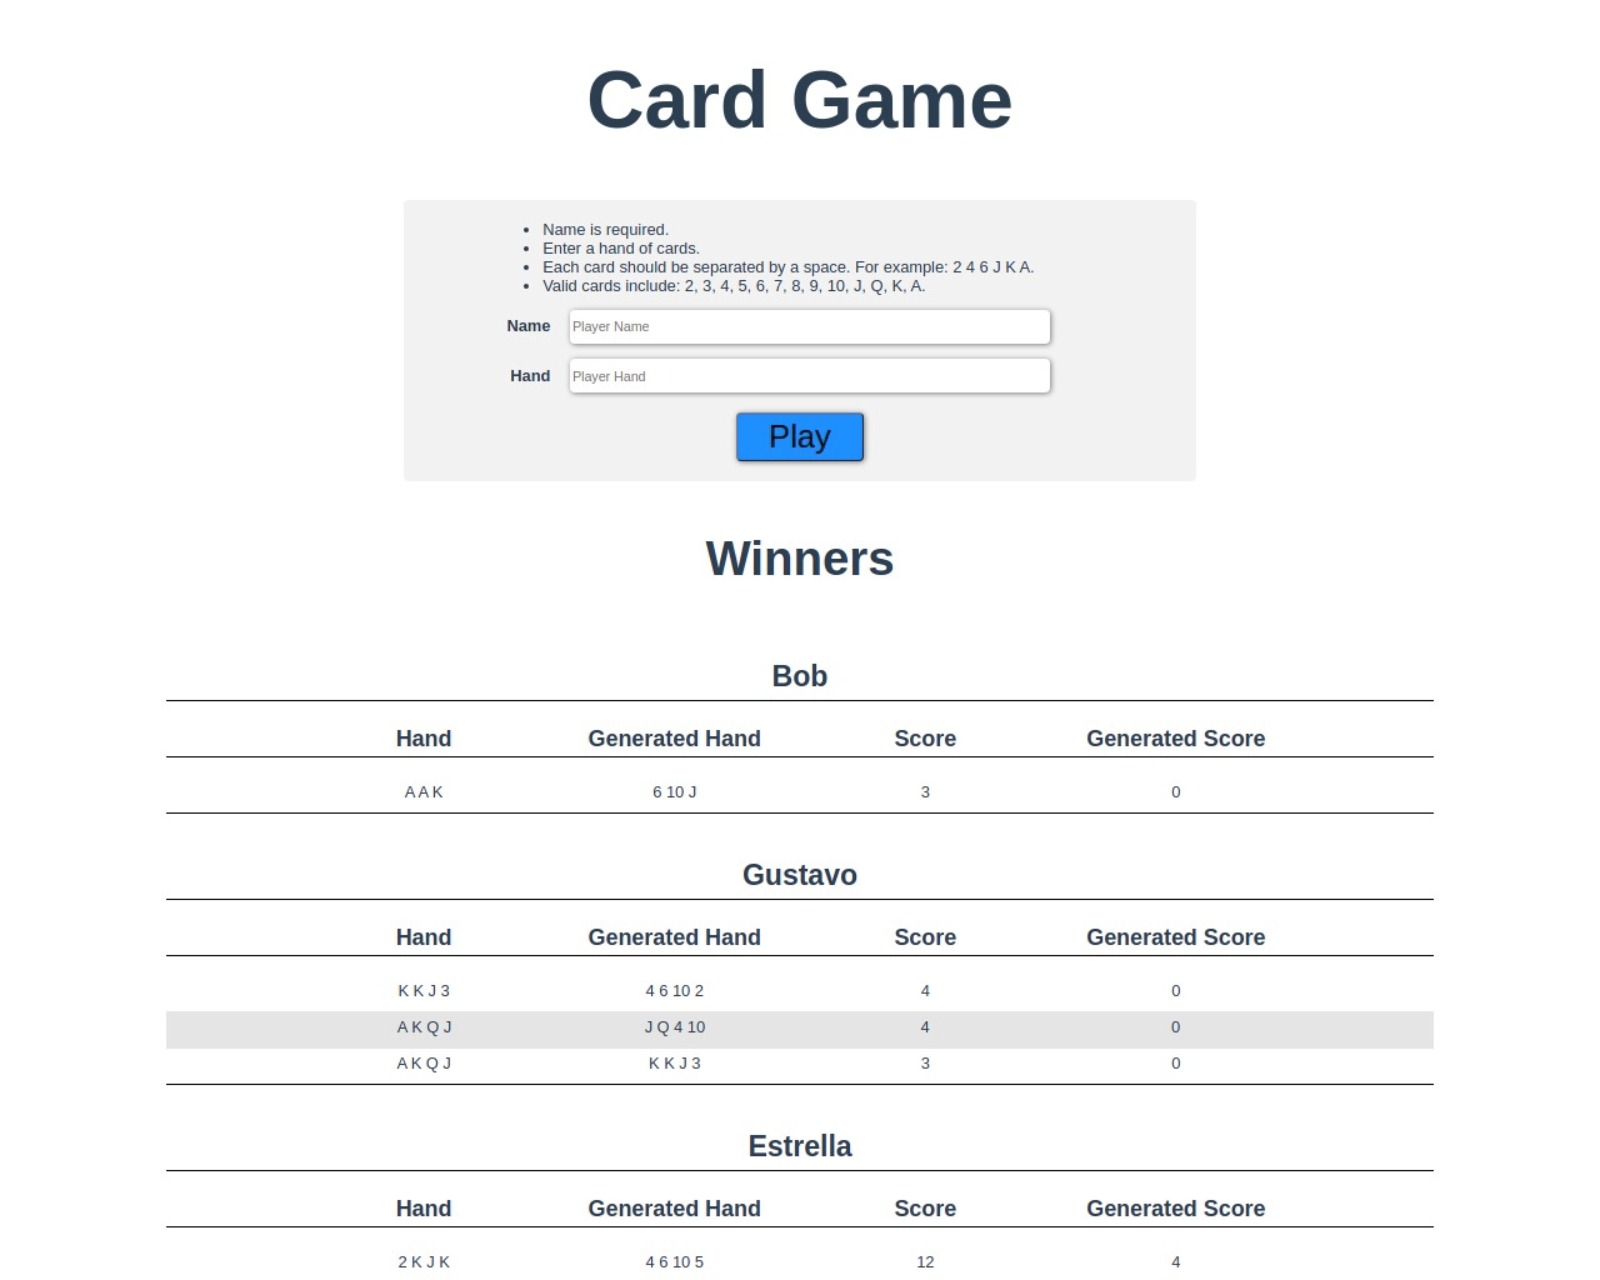 Card Game
Name is required.
Enter a hand of cards.
Each card should be separated by a space. For example: 2 4 6 J K A.
Valid cards include: 2, 3, 4, 5, 6, 7, 8, 9, 10, J, Q, K, A.
Name Player Name
Hand Player Hand
Play
Winners
Bob
Hand Generated Hand Score Generated Score
A A K 6 10 J 3 0
Gustavo
Hand Generated Hand Score Generated Score
K K J 3 4 6 10 2 4 0
A K Q J J Q 4 10 4 0
A K Q J K K J 3 3 0
Estrella
Hand Generated Hand Score Generated Score
2 K J K 4 6 10 5 12 4